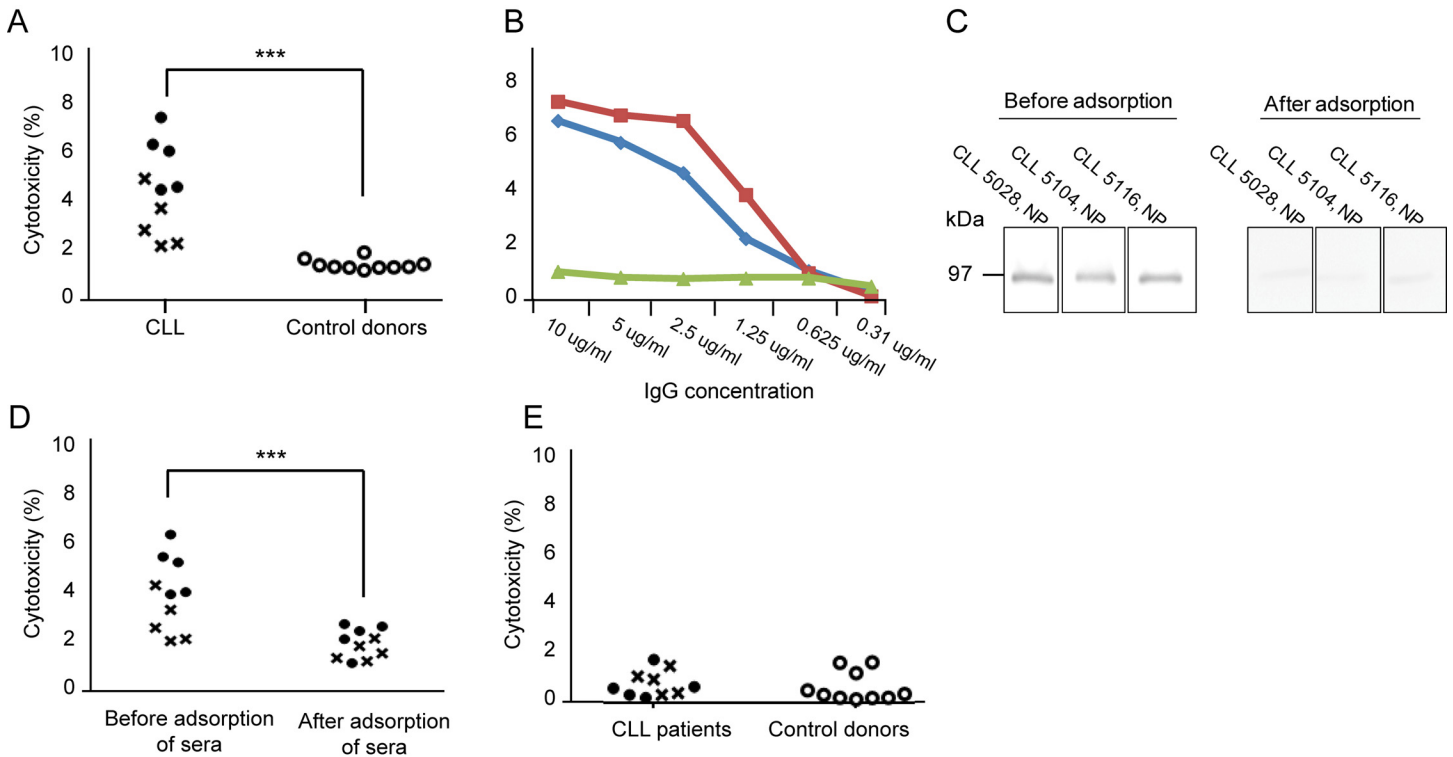 A
10
8
6
4
2
0
Cytotoxicity (%)
***
CLL
Control donors
B
8
6
4
2
0
10 ug/ml
5 ug/ml
2.5 ug/ml
1.25 ug/ml
0.625 ug/ml
0.31 ug/ml
IgG concentration
C
Before adsorption
After adsorption
CLL 5028, NP
CLL 5104, NP
CLL 5116, NP
CLL 5028, NP
CLL 5104, NP
CLL 5116, NP
kDa
97
D
10
8
6
4
2
0
Cytotoxicity (%)
***
Before adsorption
of sera
After adsorption
of sera
E
10
8
6
4
2
0
Cytotoxicity (%)
CLL patients
Control donors